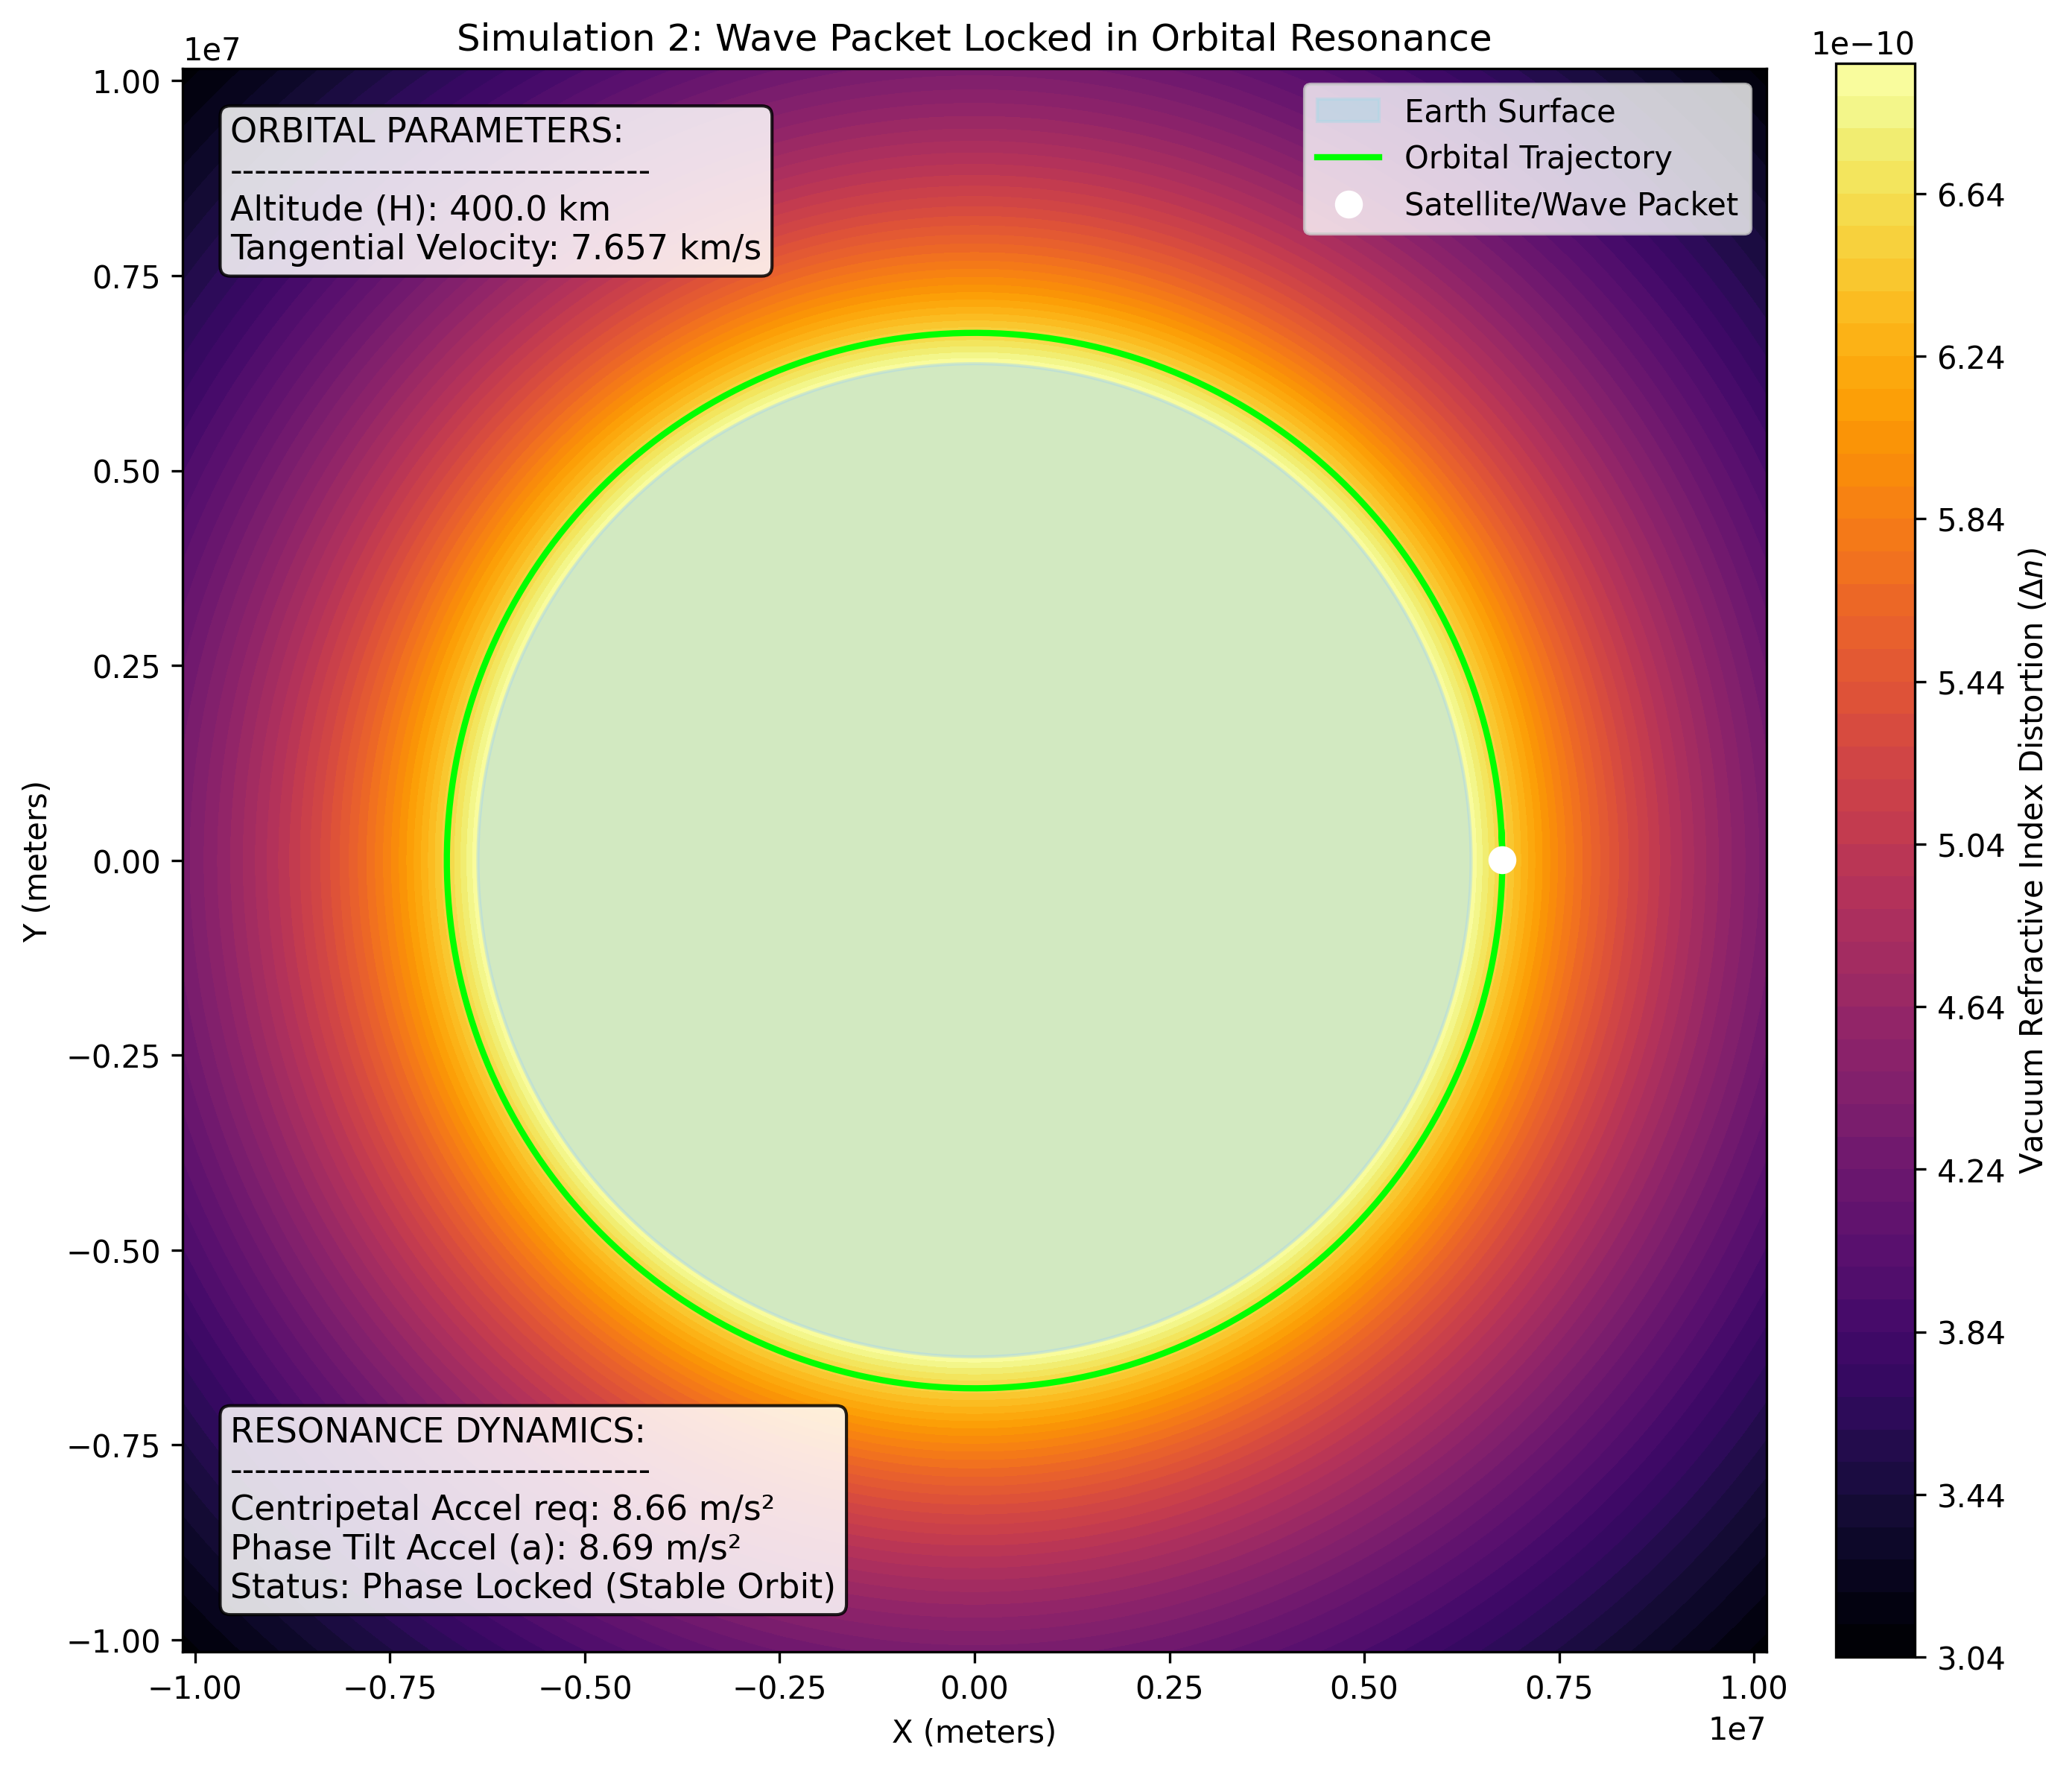 Simulation 2: Wave Packet Locked in Orbital Resonance
1e7
1e−10
ORBITAL PARAMETERS:
----------------------------------
Altitude (H): 400.0 km
Tangential Velocity: 7.657 km/s
Earth Surface
Orbital Trajectory
Satellite/Wave Packet
1.00
0.75
0.50
0.25
0.00
−0.25
−0.50
−0.75
−1.00
Y (meters)
RESONANCE DYNAMICS:
----------------------------------
Centripetal Accel req: 8.66 m/s²
Phase Tilt Accel (a): 8.69 m/s²
Status: Phase Locked (Stable Orbit)
−1.00
−0.75
−0.50
−0.25
0.00
0.25
0.50
0.75
1.00
X (meters)
1e7
6.64
6.24
5.84
5.44
5.04
4.64
4.24
3.84
3.44
3.04
Vacuum Refractive Index Distortion (Δn)